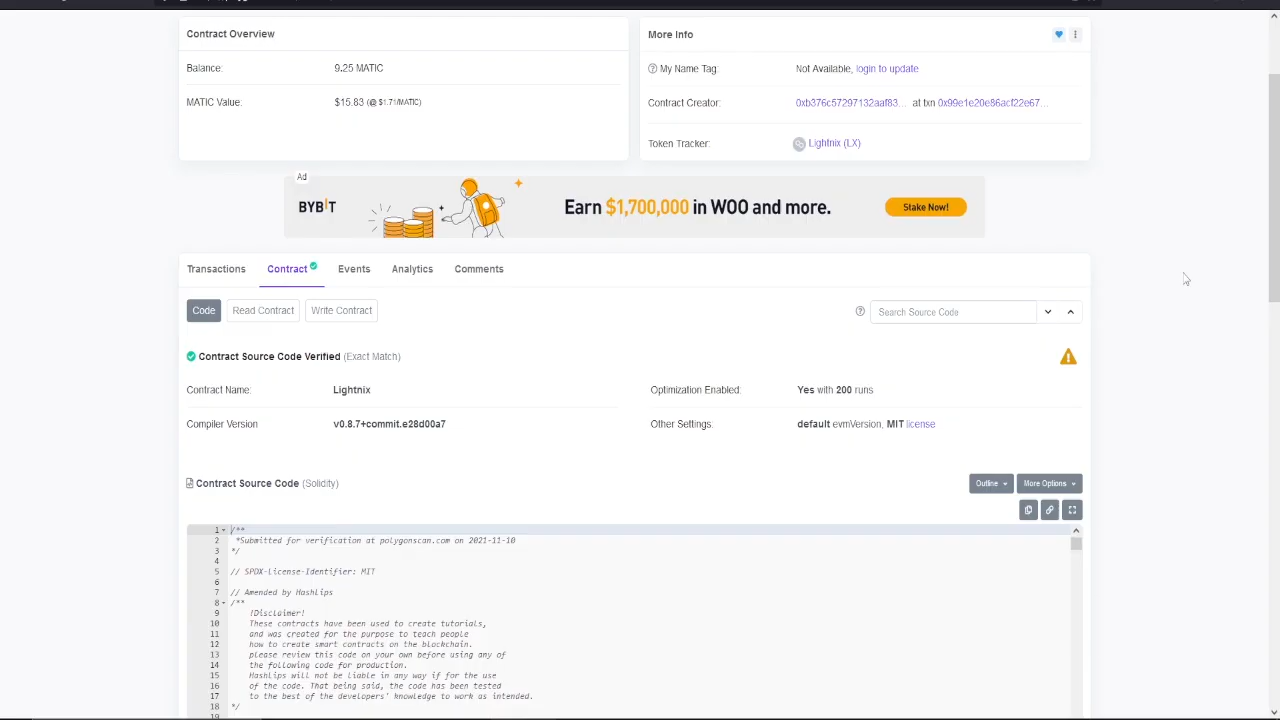 Contract Overview
Balance: 9.25 MATIC
MATIC Value: $15.83 (@ $1.71/MATIC)
More Info
My Name Tag: Not Available, login to update
Contract Creator: 0xb376c57297132aaf83... at txn 0x99e1e20e86acf22e67...
Token Tracker: Lightnix (LX)
Ad
BYBIT
Earn $1,700,000 in WOO and more.
Stake Now!
Transactions Contract Events Analytics Comments
Code Read Contract Write Contract
Search Source Code
Contract Source Code Verified (Exact Match)
Contract Name: Lightnix
Optimization Enabled: Yes with 200 runs
Compiler Version v0.8.7+commit.e28d00a7
Other Settings: default evmVersion, MIT license
Contract Source Code (Solidity)
Outline More Options
1 /**
2 *Submitted for verification at polygonscan.com on 2021-11-10
3 */
4
5 // SPDX-License-Identifier: MIT
6
7 // Amended by HashLips
8 /**
9 !Disclaimer!
10 These contracts have been used to create tutorials,
11 and was created for the purpose to teach people
12 how to create smart contracts on the blockchain.
13 please review this code on your own before using any of
14 the following code for production.
15 HashLips will not be liable in any way if for the use
16 of the code. That being said, the code has been tested
17 to the best of the developers' knowledge to work as intended.
18 */
19